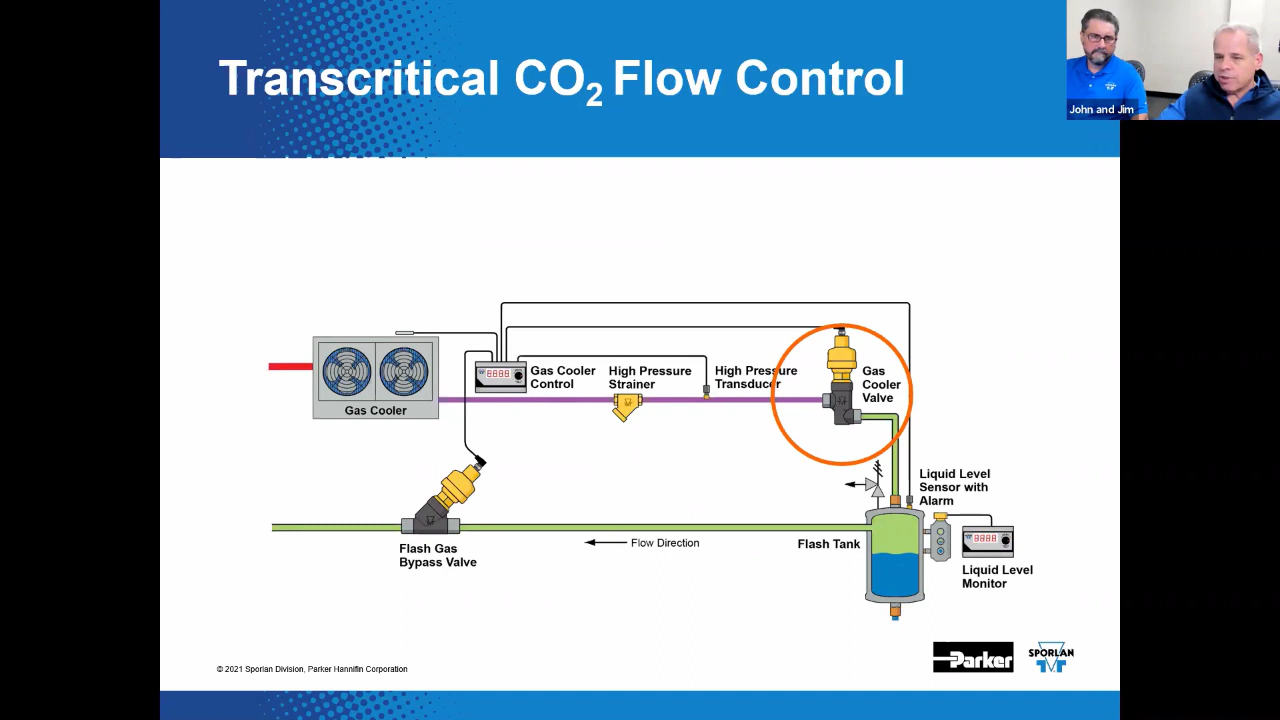 Transcritical CO2 Flow Control
John and Jim
Gas Cooler
Gas Cooler
Control
High Pressure
Strainer
High Pressure
Transducer
Gas
Cooler
Valve
Liquid Level
Sensor with
Alarm
Flash Gas
Bypass Valve
Flow Direction
Flash Tank
Liquid Level
Monitor
© 2021 Sporlan Division, Parker Hannifin Corporation
Parker
SPORLAN